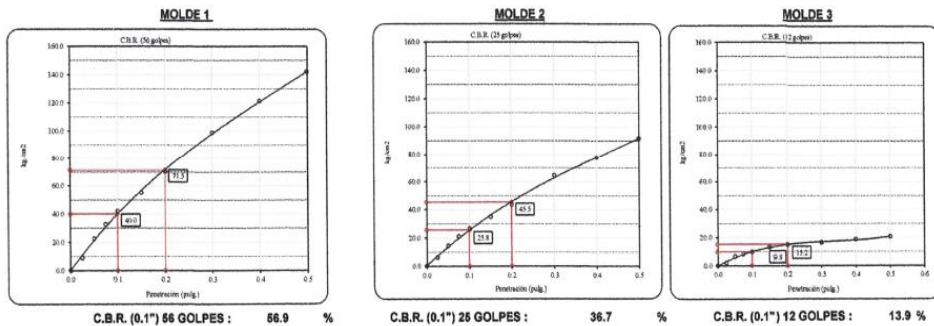 MOLDE 1
C.B.R. (56 golpes)
160.0
140.0
120.0
100.0
80.0
60.0
40.0
20.0
0.0
kg/cm2
71.5
40.0
0.0 0.1 0.2 0.3 0.4 0.5
Penetración (pulg.)
C.B.R. (0.1") 56 GOLPES : 56.9 %
MOLDE 2
C.B.R. (25 golpes)
160.0
140.0
120.0
100.0
80.0
60.0
40.0
20.0
0.0
kg/cm2
45.5
25.8
0.0 0.1 0.2 0.3 0.4 0.5
Penetración (pulg.)
C.B.R. (0.1") 25 GOLPES : 36.7 %
MOLDE 3
C.B.R. (12 golpes)
160.0
140.0
120.0
100.0
80.0
60.0
40.0
20.0
0.0
kg/cm2
9.8
15.2
0.0 0.1 0.2 0.3 0.4 0.5
Penetración (pulg.)
C.B.R. (0.1") 12 GOLPES : 13.9 %